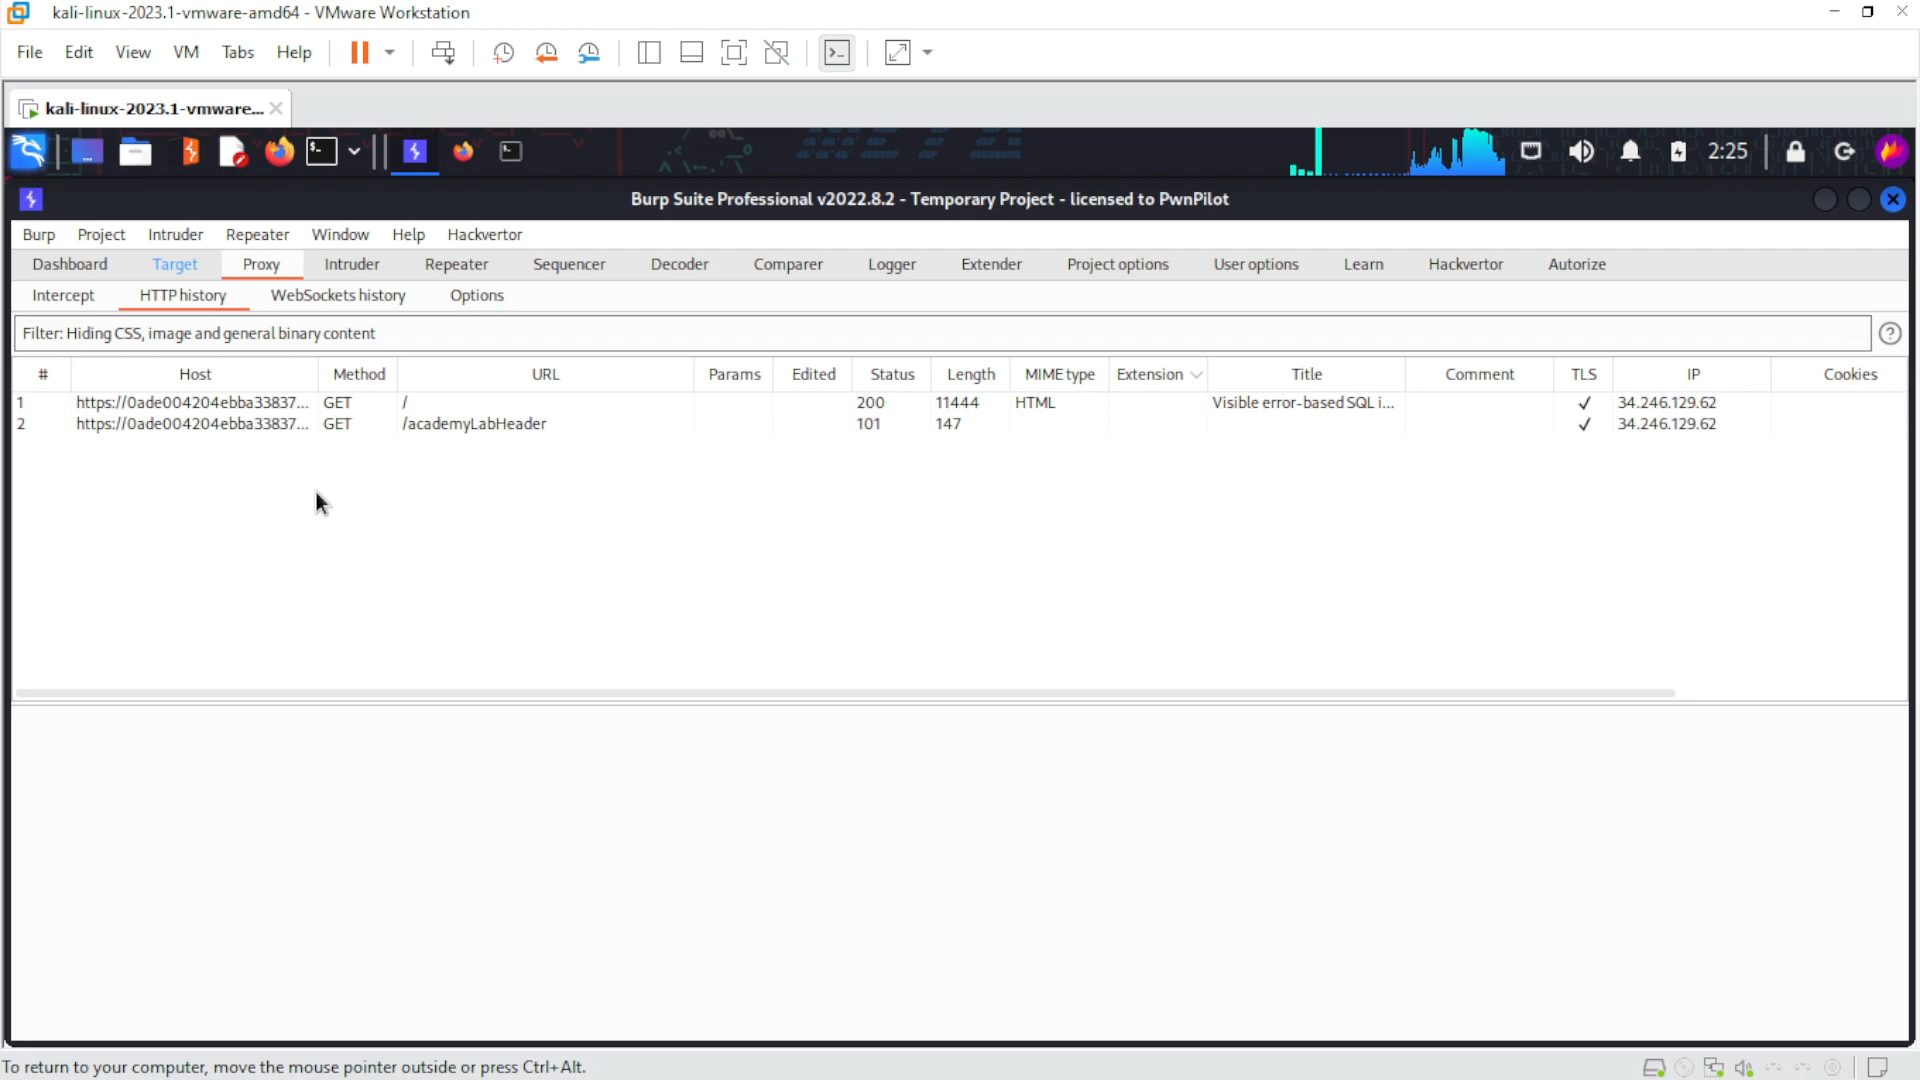 kali-linux-2023.1-vmware-amd64 - VMware Workstation
File Edit View VM Tabs Help
kali-linux-2023.1-vmware...
2:25
Burp Suite Professional v2022.8.2 - Temporary Project - licensed to PwnPilot
Burp Project Intruder Repeater Window Help Hackvertor
Dashboard Target Proxy Intruder Repeater Sequencer Decoder Comparer Logger Extender Project options User options Learn Hackvertor Autorize
Intercept HTTP history WebSockets history Options
Filter: Hiding CSS, image and general binary content
# Host Method URL Params Edited Status Length MIME type Extension Title Comment TLS IP Cookies
1 https://0ade004204ebba33837... GET / 200 11444 HTML Visible error-based SQL i... ✓ 34.246.129.62
2 https://0ade004204ebba33837... GET /academyLabHeader 101 147 ✓ 34.246.129.62
To return to your computer, move the mouse pointer outside or press Ctrl+Alt.